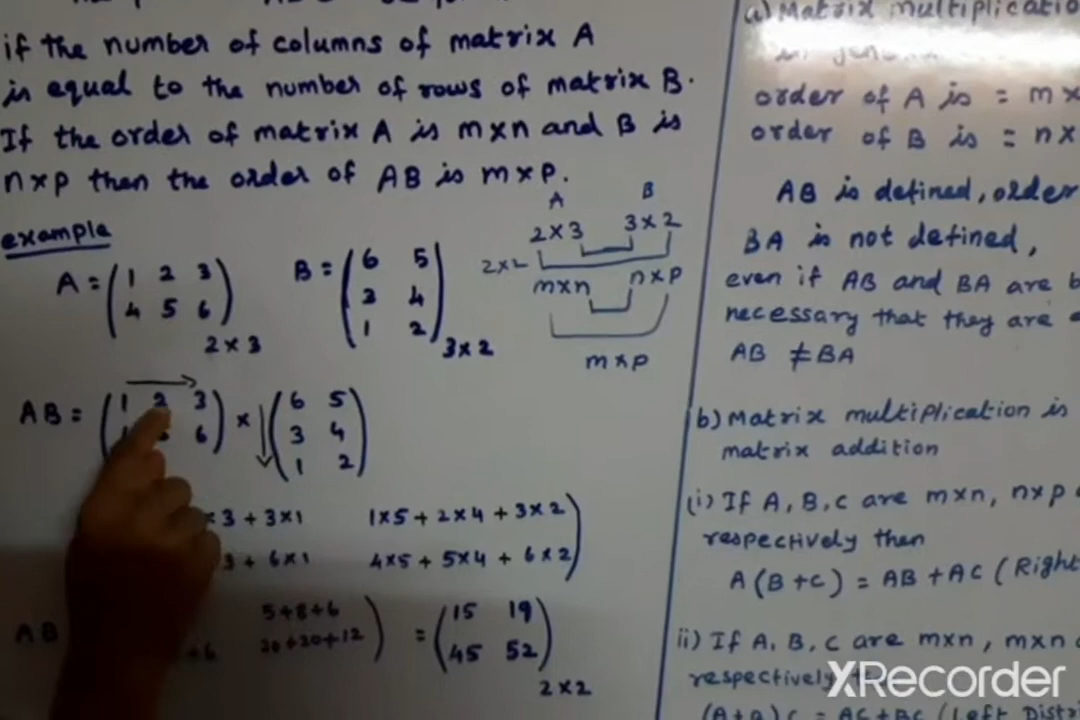 if the number of columns of matrix A
is equal to the number of rows of matrix B.
If the order of matrix A is m×n and B is
n×p then the order of AB is m×p.
example
A = (1 2 3
4 5 6)
2×3
B = (6 5
3 4
1 2)
3×2
A B
2×3 3×2
2×2
m×n n×p
m×p
AB = (1 2 3
6) × (6 5
3 4
1 2)
×3 + 3×1 1×5 + 2×4 + 3×2)
3 + 6×1 4×5 + 5×4 + 6×2)
AB
5+8+6
+6 20+20+12)
= (15 19
45 52)
2×2
(a) Matrix multiplicatio
order of A is = m×
order of B is = n×
AB is defined, order
BA is not defined,
even if AB and BA are b
necessary that they are
AB ≠ BA
b) Matrix multiplication is
matrix addition
(i) If A, B, C are m×n, n×p
respectively then
A(B+C) = AB + AC (Right
ii) If A, B, C are m×n, m×n
respectively
(A+B)C = AC+BC (Left Dist
XRecorder